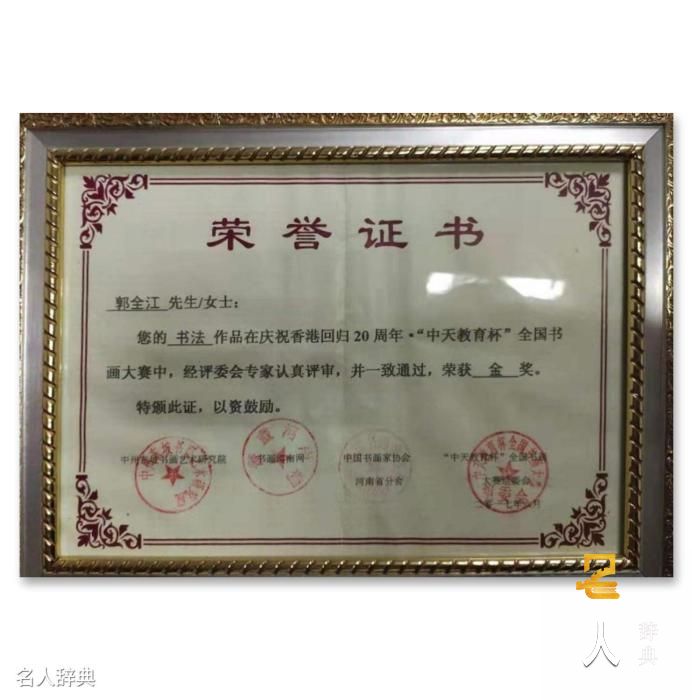 荣誉证书
郭全江 先生/女士：
您的 书法 作品在庆祝香港回归20周年·“中天教育杯”全国书
画大赛中，经评委会专家认真评审，并一致通过，荣获 金 奖。
特颁此证，以资鼓励。
书画河南网
中国书画家协会
河南省分会
“中天教育杯”全国书画
大赛组委会
名人辞典
名人辞典